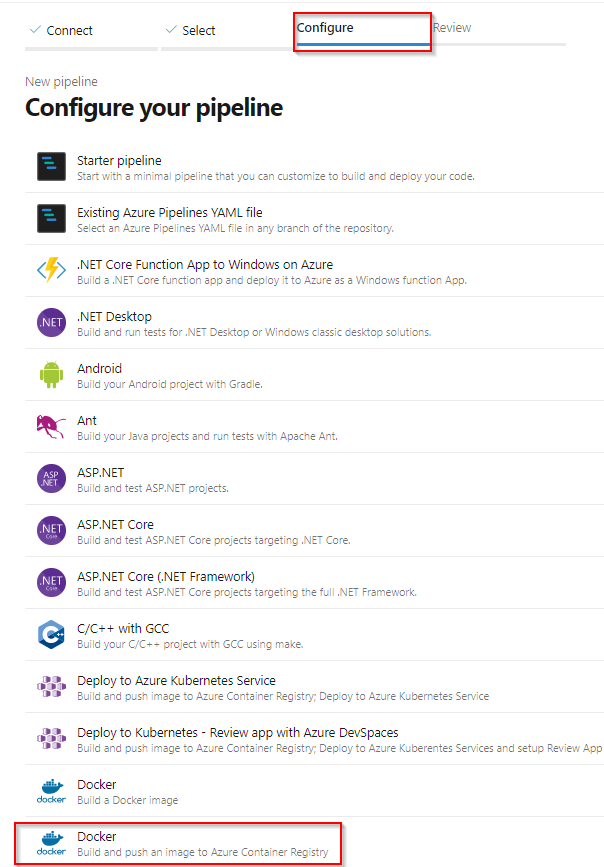 Connect Select Configure Review
New pipeline
Configure your pipeline
Starter pipeline
Start with a minimal pipeline that you can customize to build and deploy your code.
Existing Azure Pipelines YAML file
Select an Azure Pipelines YAML file in any branch of the repository.
.NET Core Function App to Windows on Azure
Build a .NET Core function app and deploy it to Azure as a Windows function App.
.NET
.NET Desktop
Build and run tests for .NET Desktop or Windows classic desktop solutions.
Android
Build your Android project with Gradle.
Ant
Build your Java projects and run tests with Apache Ant.
ASP
.NET
ASP.NET
Build and test ASP.NET projects.
.NET
Core
ASP.NET Core
Build and test ASP.NET Core projects targeting .NET Core.
.NET
Core
ASP.NET Core (.NET Framework)
Build and test ASP.NET Core projects targeting the full .NET Framework.
C++
C/C++ with GCC
Build your C/C++ project with GCC using make.
Deploy to Azure Kubernetes Service
Build and push image to Azure Container Registry; Deploy to Azure Kubernetes Service
Deploy to Kubernetes - Review app with Azure DevSpaces
Build and push image to Azure Container Registry; Deploy to Azure Kuberentes Services and setup Review App
docker
Docker
Build a Docker image
docker
Docker
Build and push an image to Azure Container Registry